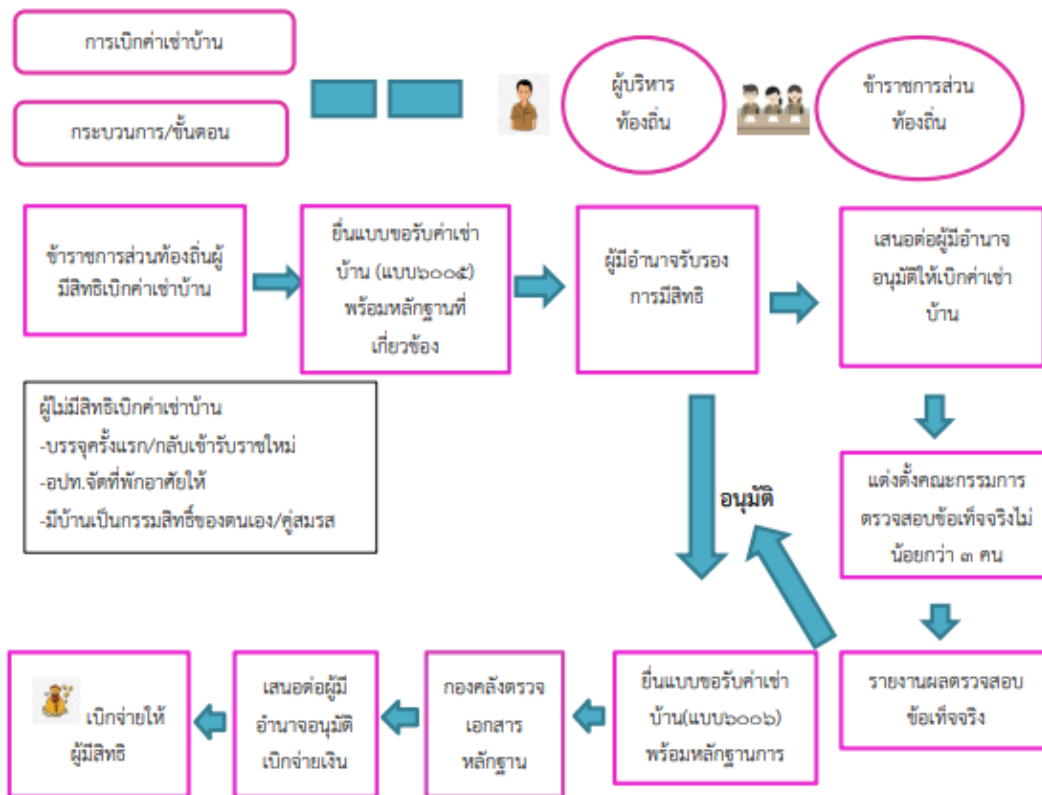 การเบิกค่าเช่าบ้าน
กระบวนการ/ขั้นตอน
ผู้บริหาร
ท้องถิ่น
ข้าราชการส่วน
ท้องถิ่น
ข้าราชการส่วนท้องถิ่นผู้
มีสิทธิเบิกค่าเช่าบ้าน
ยื่นแบบขอรับค่าเช่า
บ้าน (แบบ๖๐๐๕)
พร้อมหลักฐานที่
เกี่ยวข้อง
ผู้มีอำนาจรับรอง
การมีสิทธิ
เสนอต่อผู้มีอำนาจ
อนุมัติให้เบิกค่าเช่า
บ้าน
ผู้ไม่มีสิทธิเบิกค่าเช่าบ้าน
-บรรจุครั้งแรก/กลับเข้ารับราชใหม่
-อปท.จัดที่พักอาศัยให้
-มีบ้านเป็นกรรมสิทธิ์ของตนเอง/คู่สมรส
อนุมัติ
แต่งตั้งคณะกรรมการ
ตรวจสอบข้อเท็จจริงไม่
น้อยกว่า ๓ คน
รายงานผลตรวจสอบ
ข้อเท็จจริง
ยื่นแบบขอรับค่าเช่า
บ้าน(แบบ๖๐๐๖)
พร้อมหลักฐานการ
กองคลังตรวจ
เอกสาร
หลักฐาน
เสนอต่อผู้มี
อำนาจอนุมัติ
เบิกจ่ายเงิน
เบิกจ่ายให้
ผู้มีสิทธิ